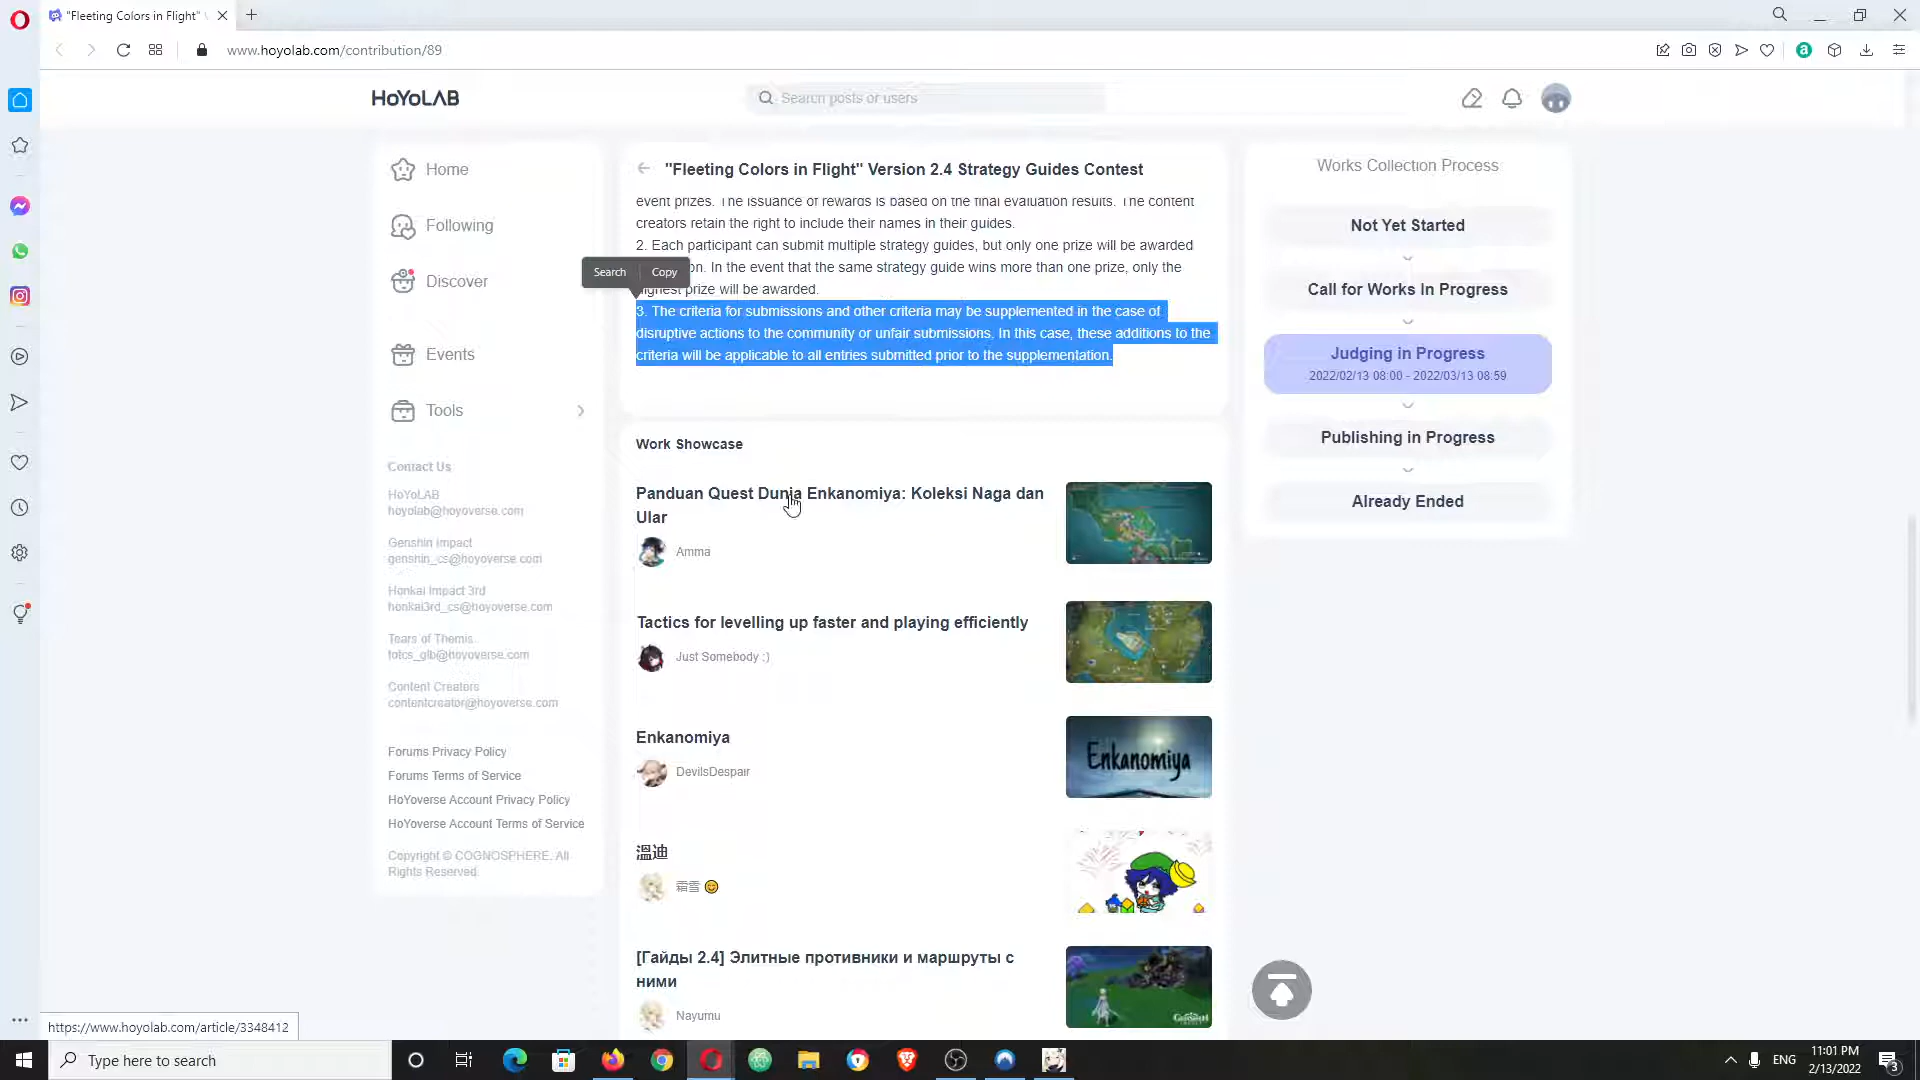 "Fleeting Colors in Flight"
www.hoyolab.com/contribution/89
HoYoLAB
Search posts or users
Home
Following
Discover
Events
Tools
Contact Us
HoYoLAB
hoyolab@hoyoverse.com
Genshin Impact
genshin_cs@hoyoverse.com
Honkai Impact 3rd
honkai3rd_cs@hoyoverse.com
Tears of Themis
totcs_glb@hoyoverse.com
Content Creators
contentcreator@hoyoverse.com
Forums Privacy Policy
Forums Terms of Service
HoYoverse Account Privacy Policy
HoYoverse Account Terms of Service
Copyright © COGNOSPHERE. All
Rights Reserved.
"Fleeting Colors in Flight" Version 2.4 Strategy Guides Contest
event prizes. The issuance of rewards is based on the final evaluation results. The content
creators retain the right to include their names in their guides.
2. Each participant can submit multiple strategy guides, but only one prize will be awarded
Search Copy
on. In the event that the same strategy guide wins more than one prize, only the
highest prize will be awarded.
3. The criteria for submissions and other criteria may be supplemented in the case of
disruptive actions to the community or unfair submissions. In this case, these additions to the
criteria will be applicable to all entries submitted prior to the supplementation.
Work Showcase
Panduan Quest Dunia Enkanomiya: Koleksi Naga dan
Ular
Amma
Tactics for levelling up faster and playing efficiently
Just Somebody :)
Enkanomiya
DevilsDespair
Enkanomiya
溫迪
霜雪
[Гайды 2.4] Элитные противники и маршруты с
ними
Nayumu
Genshin
Works Collection Process
Not Yet Started
Call for Works in Progress
Judging in Progress
2022/02/13 08:00 - 2022/03/13 08:59
Publishing in Progress
Already Ended
https://www.hoyolab.com/article/3348412
Type here to search
ENG
11:01 PM
2/13/2022
3